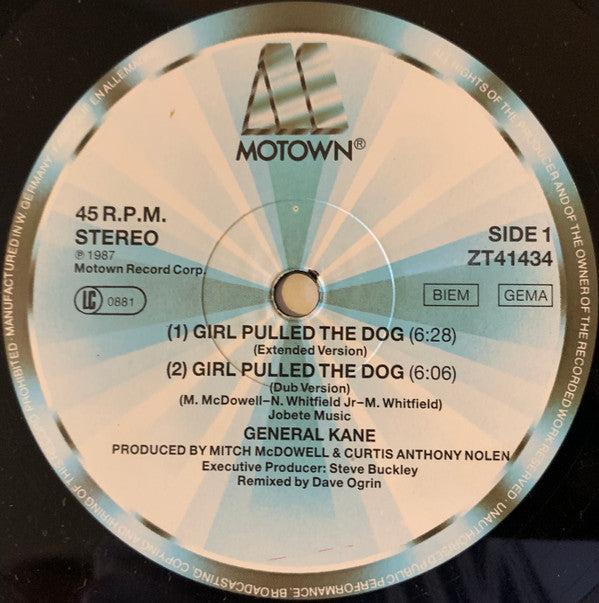 MOTOWN®
45 R.P.M.
STEREO
℗ 1987
Motown Record Corp.
LC 0881
SIDE 1
ZT41434
BIEM
GEMA
(1) GIRL PULLED THE DOG (6:28)
(Extended Version)
(2) GIRL PULLED THE DOG (6:06)
(Dub Version)
(M. McDowell–N. Whitfield Jr–M. Whitfield)
Jobete Music
GENERAL KANE
PRODUCED BY MITCH McDOWELL & CURTIS ANTHONY NOLEN
Executive Producer: Steve Buckley
Remixed by Dave Ogrin
ALL RIGHTS OF THE PRODUCER AND OF THE OWNER OF THE RECORDED WORK RESERVED · UNAUTHORIZED PUBLIC PERFORMANCE, BROADCASTING, COPYING AND HIRING OF THIS PROHIBITED · MANUFACTURED IN W. GERMANY EN ALLEMAGNE